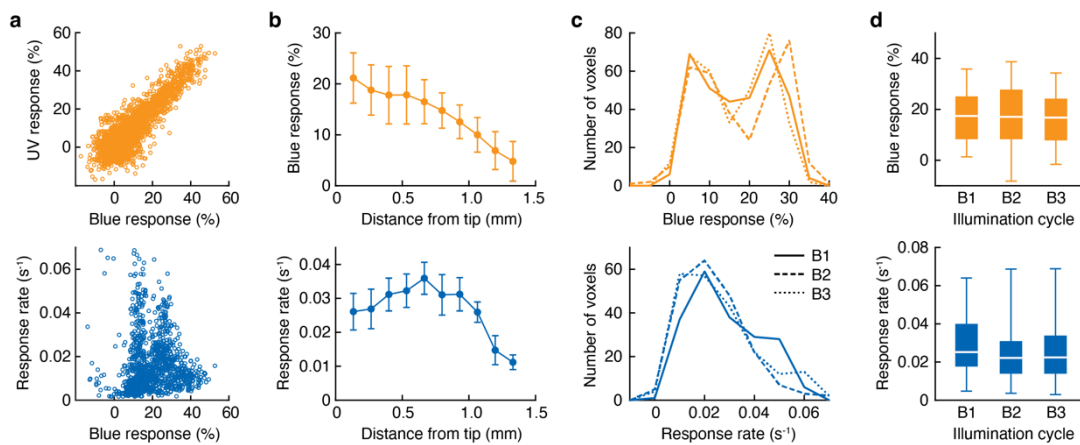 a
b
c
d
UV response (%)
60
40
20
0
0 20 40 60
Blue response (%)
Blue response (%)
30
20
10
0
0 0.5 1.0 1.5
Distance from tip (mm)
Number of voxels
80
60
40
20
0
0 10 20 30 40
Blue response (%)
Blue response (%)
40
20
0
B1 B2 B3
Illumination cycle
Response rate (s⁻¹)
0.06
0.04
0.02
0
0 20 40 60
Blue response (%)
Response rate (s⁻¹)
0.04
0.03
0.02
0.01
0
0 0.5 1.0 1.5
Distance from tip (mm)
Number of voxels
60
40
20
0
B1
B2
B3
0 0.02 0.04 0.06
Response rate (s⁻¹)
Response rate (s⁻¹)
0.08
0.06
0.04
0.02
0
B1 B2 B3
Illumination cycle